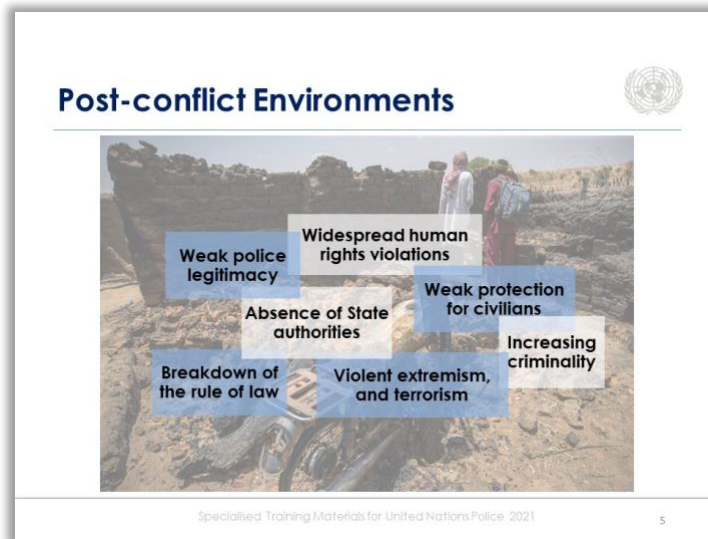 Post-conflict Environments
Widespread human
rights violations
Weak police
legitimacy
Weak protection
for civilians
Absence of State
authorities
Increasing
criminality
Breakdown of
the rule of law
Violent extremism,
and terrorism
Specialised Training Materials for United Nations Police 2021
5